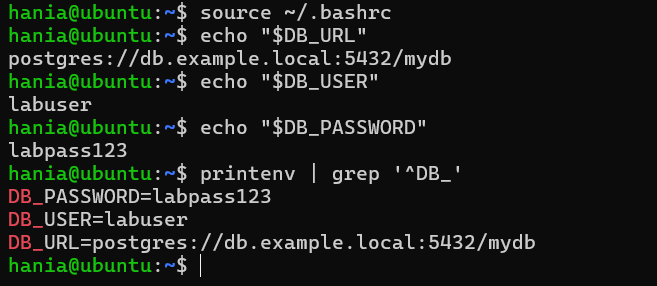 hania@ubuntu:~$ source ~/.bashrc
hania@ubuntu:~$ echo "$DB_URL"
postgres://db.example.local:5432/mydb
hania@ubuntu:~$ echo "$DB_USER"
labuser
hania@ubuntu:~$ echo "$DB_PASSWORD"
labpass123
hania@ubuntu:~$ printenv | grep '^DB_'
DB_PASSWORD=labpass123
DB_USER=labuser
DB_URL=postgres://db.example.local:5432/mydb
hania@ubuntu:~$